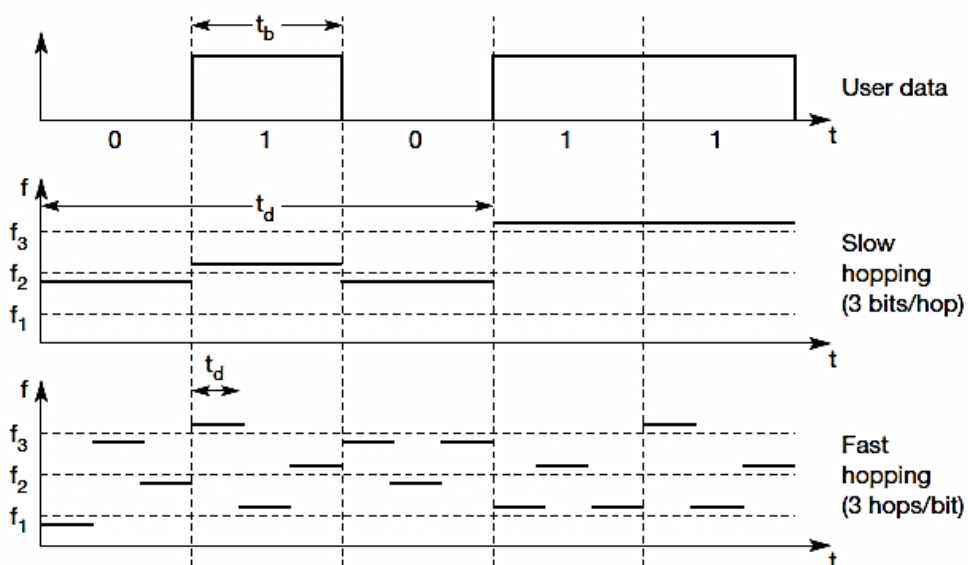 t_b
User data
0 1 0 1 1 t
f
t_d
f_3
Slow
hopping
(3 bits/hop)
f_2
f_1
t
f
t_d
f_3
Fast
hopping
(3 hops/bit)
f_2
f_1
t